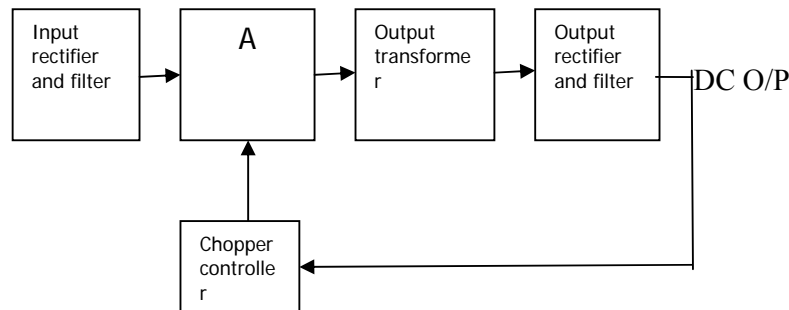 Input
rectifier
and filter
A
Output
transforme
r
Output
rectifier
and filter
DC O/P
Chopper
controlle
r